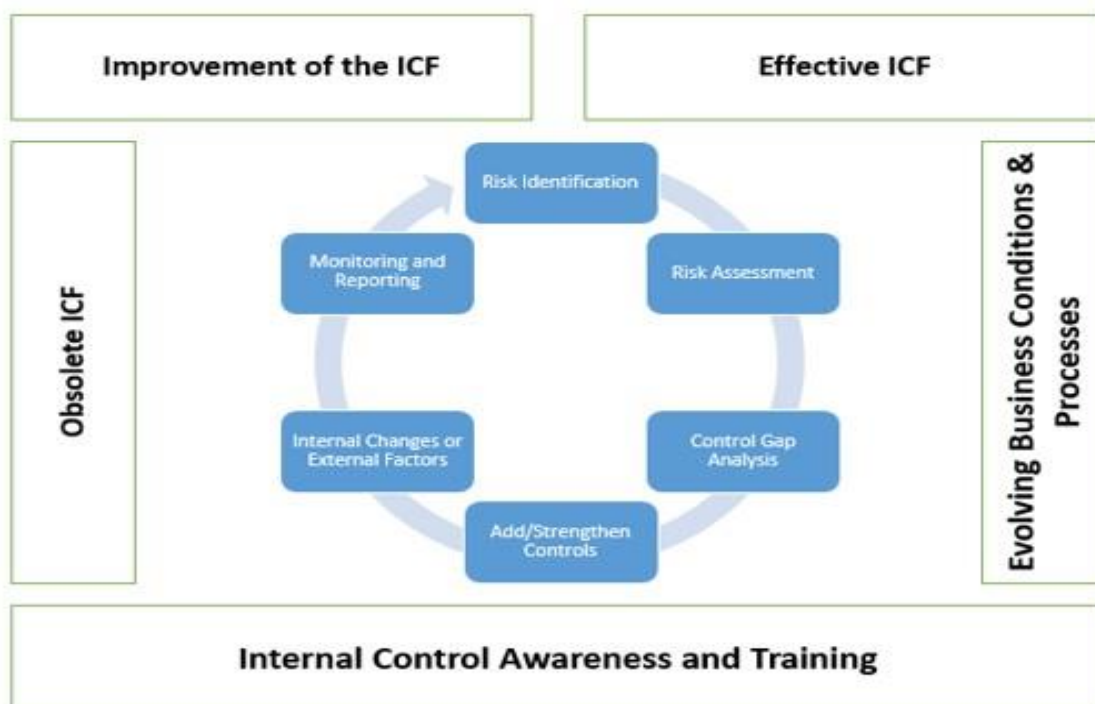 Improvement of the ICF
Effective ICF
Obsolete ICF
Risk Identification
Risk Assessment
Control Gap
Analysis
Add/Strengthen
Controls
Internal Changes or
External Factors
Monitoring and
Reporting
Evolving Business Conditions &
Processes
Internal Control Awareness and Training